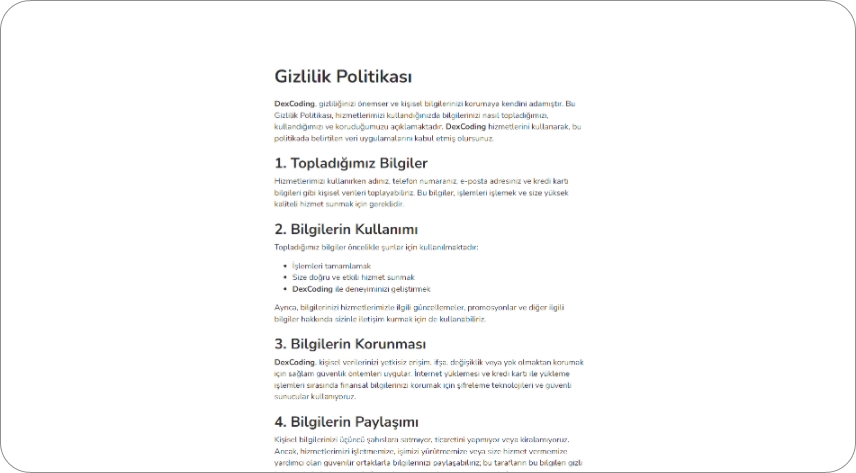 Gizlilik Politikası
DexCoding, gizliliğinizi önemser ve kişisel bilgilerinizi korumaya kendini adamıştır. Bu
Gizlilik Politikası, hizmetlerimizi kullandığınızda bilgilerinizi nasıl topladığımızı,
kullandığımızı ve koruduğumuzu açıklamaktadır. DexCoding hizmetlerini kullanarak, bu
politikada belirtilen veri uygulamalarını kabul etmiş olursunuz.
1. Topladığımız Bilgiler
Hizmetlerimizi kullanırken adınız, telefon numaranız, e-posta adresiniz ve kredi kartı
bilgileri gibi kişisel verileri toplayabiliriz. Bu bilgiler, işlemleri işlemek ve size yüksek
kaliteli hizmet sunmak için gereklidir.
2. Bilgilerin Kullanımı
Topladığımız bilgiler öncelikle şunlar için kullanılmaktadır:
• İşlemleri tamamlamak
• Size doğru ve etkili hizmet sunmak
• DexCoding ile deneyiminizi geliştirmek
Ayrıca, bilgilerinizi hizmetlerimizle ilgili güncellemeler, promosyonlar ve diğer ilgili
bilgiler hakkında sizinle iletişim kurmak için de kullanabiliriz.
3. Bilgilerin Korunması
DexCoding, kişisel verilerinizi yetkisiz erişim, ifşa, değişiklik veya yok olmaktan korumak
için sağlam güvenlik önlemleri uygular. İnternet yüklemesi ve kredi kartı ile yükleme
işlemleri sırasında finansal bilgilerinizi korumak için şifreleme teknolojileri ve güvenli
sunucular kullanıyoruz.
4. Bilgilerin Paylaşımı
Kişisel bilgilerinizi üçüncü şahıslara satmıyor, ticaretini yapmıyor veya kiralamıyoruz.
Ancak, hizmetlerimizi işletmemize, işimizi yürütmemize veya size hizmet vermemize
yardımcı olan güvenilir ortaklarla bilgilerinizi paylaşabiliriz; bu tarafların bu bilgileri gizli